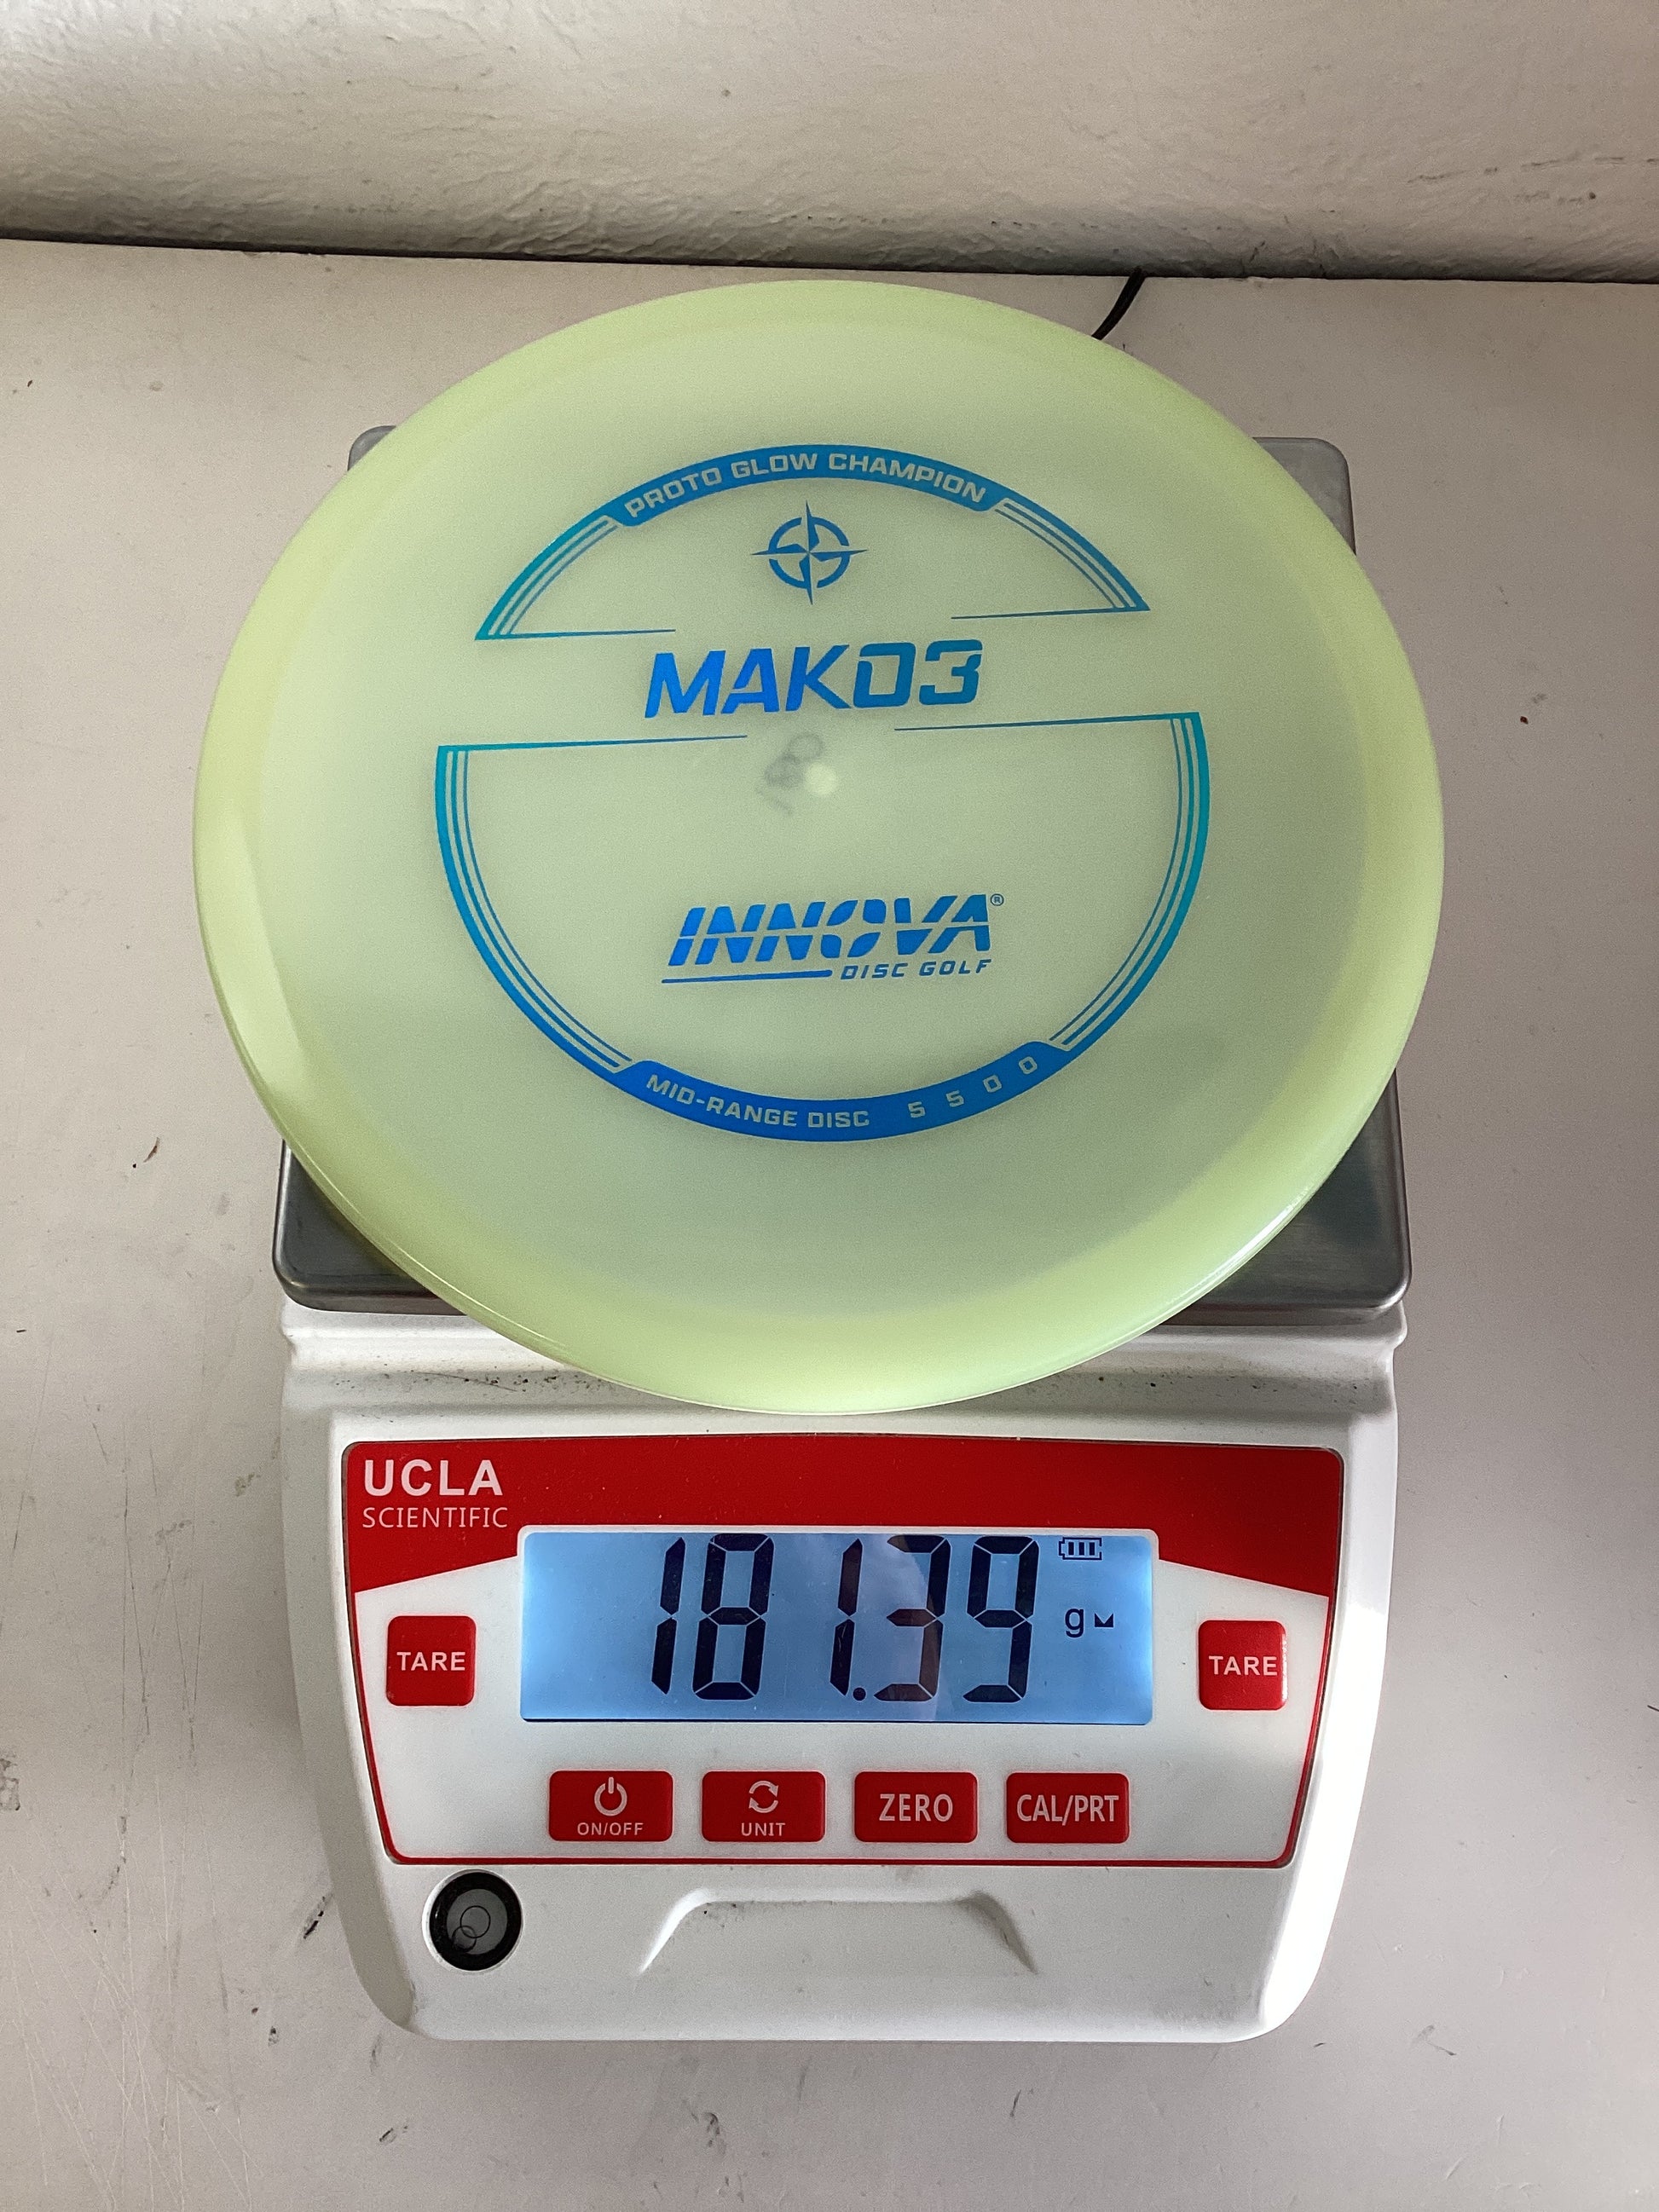 PROTO GLOW CHAMPION
MAKO3
INNOVA®
DISC GOLF
MID-RANGE DISC 5 5 0 0
UCLA
SCIENTIFIC
181.39
g
TARE
TARE
ON/OFF
UNIT
ZERO
CAL/PRT